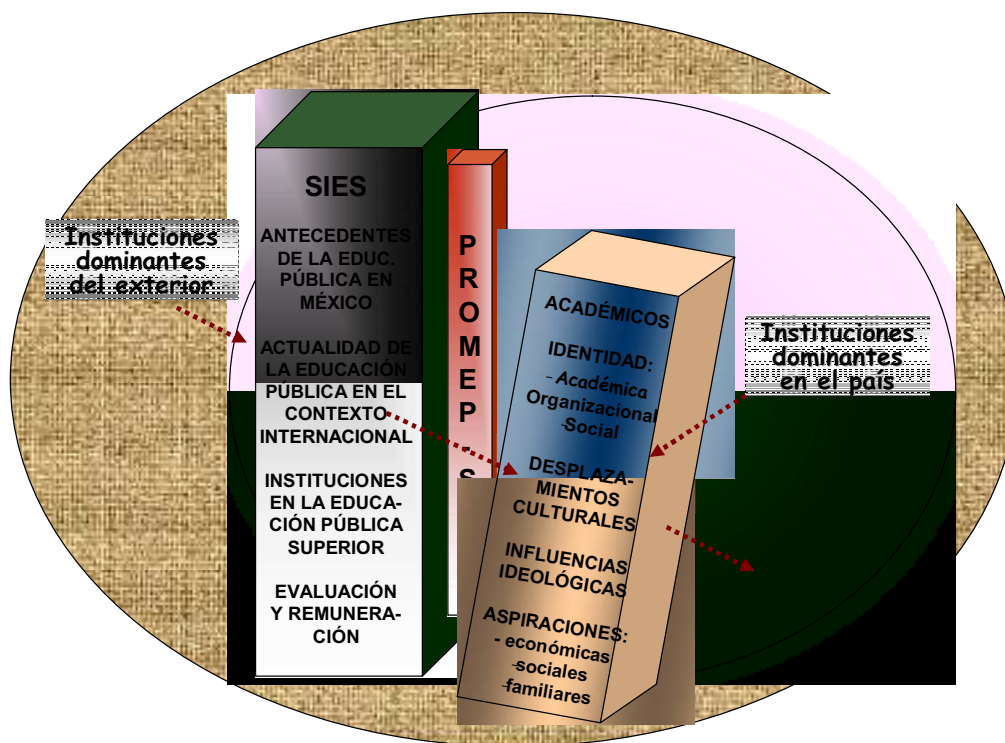 SIES
ANTECEDENTES
DE LA EDUC.
PÚBLICA EN
MÉXICO
ACTUALIDAD DE
LA EDUCACIÓN
PÚBLICA EN EL
CONTEXTO
INTERNACIONAL
INSTITUCIONES
EN LA EDUCA-
CIÓN PÚBLICA
SUPERIOR
EVALUACIÓN
Y REMUNERA-
CIÓN
Instituciones
dominantes
del exterior
P
R
O
M
E
P
-
S
ACADÉMICOS
IDENTIDAD:
- Académica
Organizacional
-Social
DESPLAZA-
MIENTOS
CULTURALES
INFLUENCIAS
IDEOLÓGICAS
ASPIRACIONES:
- económicas
-sociales
-familiares
Instituciones
dominantes
en el país